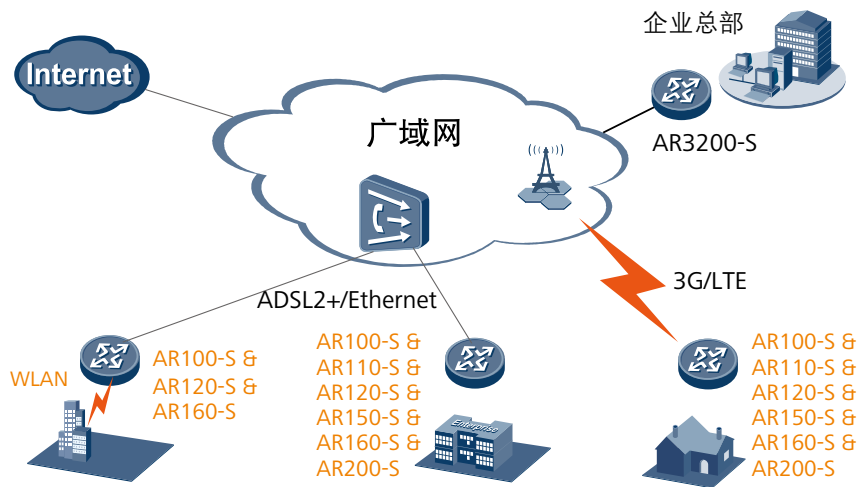 企业总部
Internet
广域网
AR3200-S
3G/LTE
ADSL2+/Ethernet
WLAN
AR100-S &
AR120-S &
AR160-S
AR100-S &
AR110-S &
AR120-S &
AR150-S &
AR160-S &
AR200-S
Enterprise
AR100-S &
AR110-S &
AR120-S &
AR150-S &
AR160-S &
AR200-S